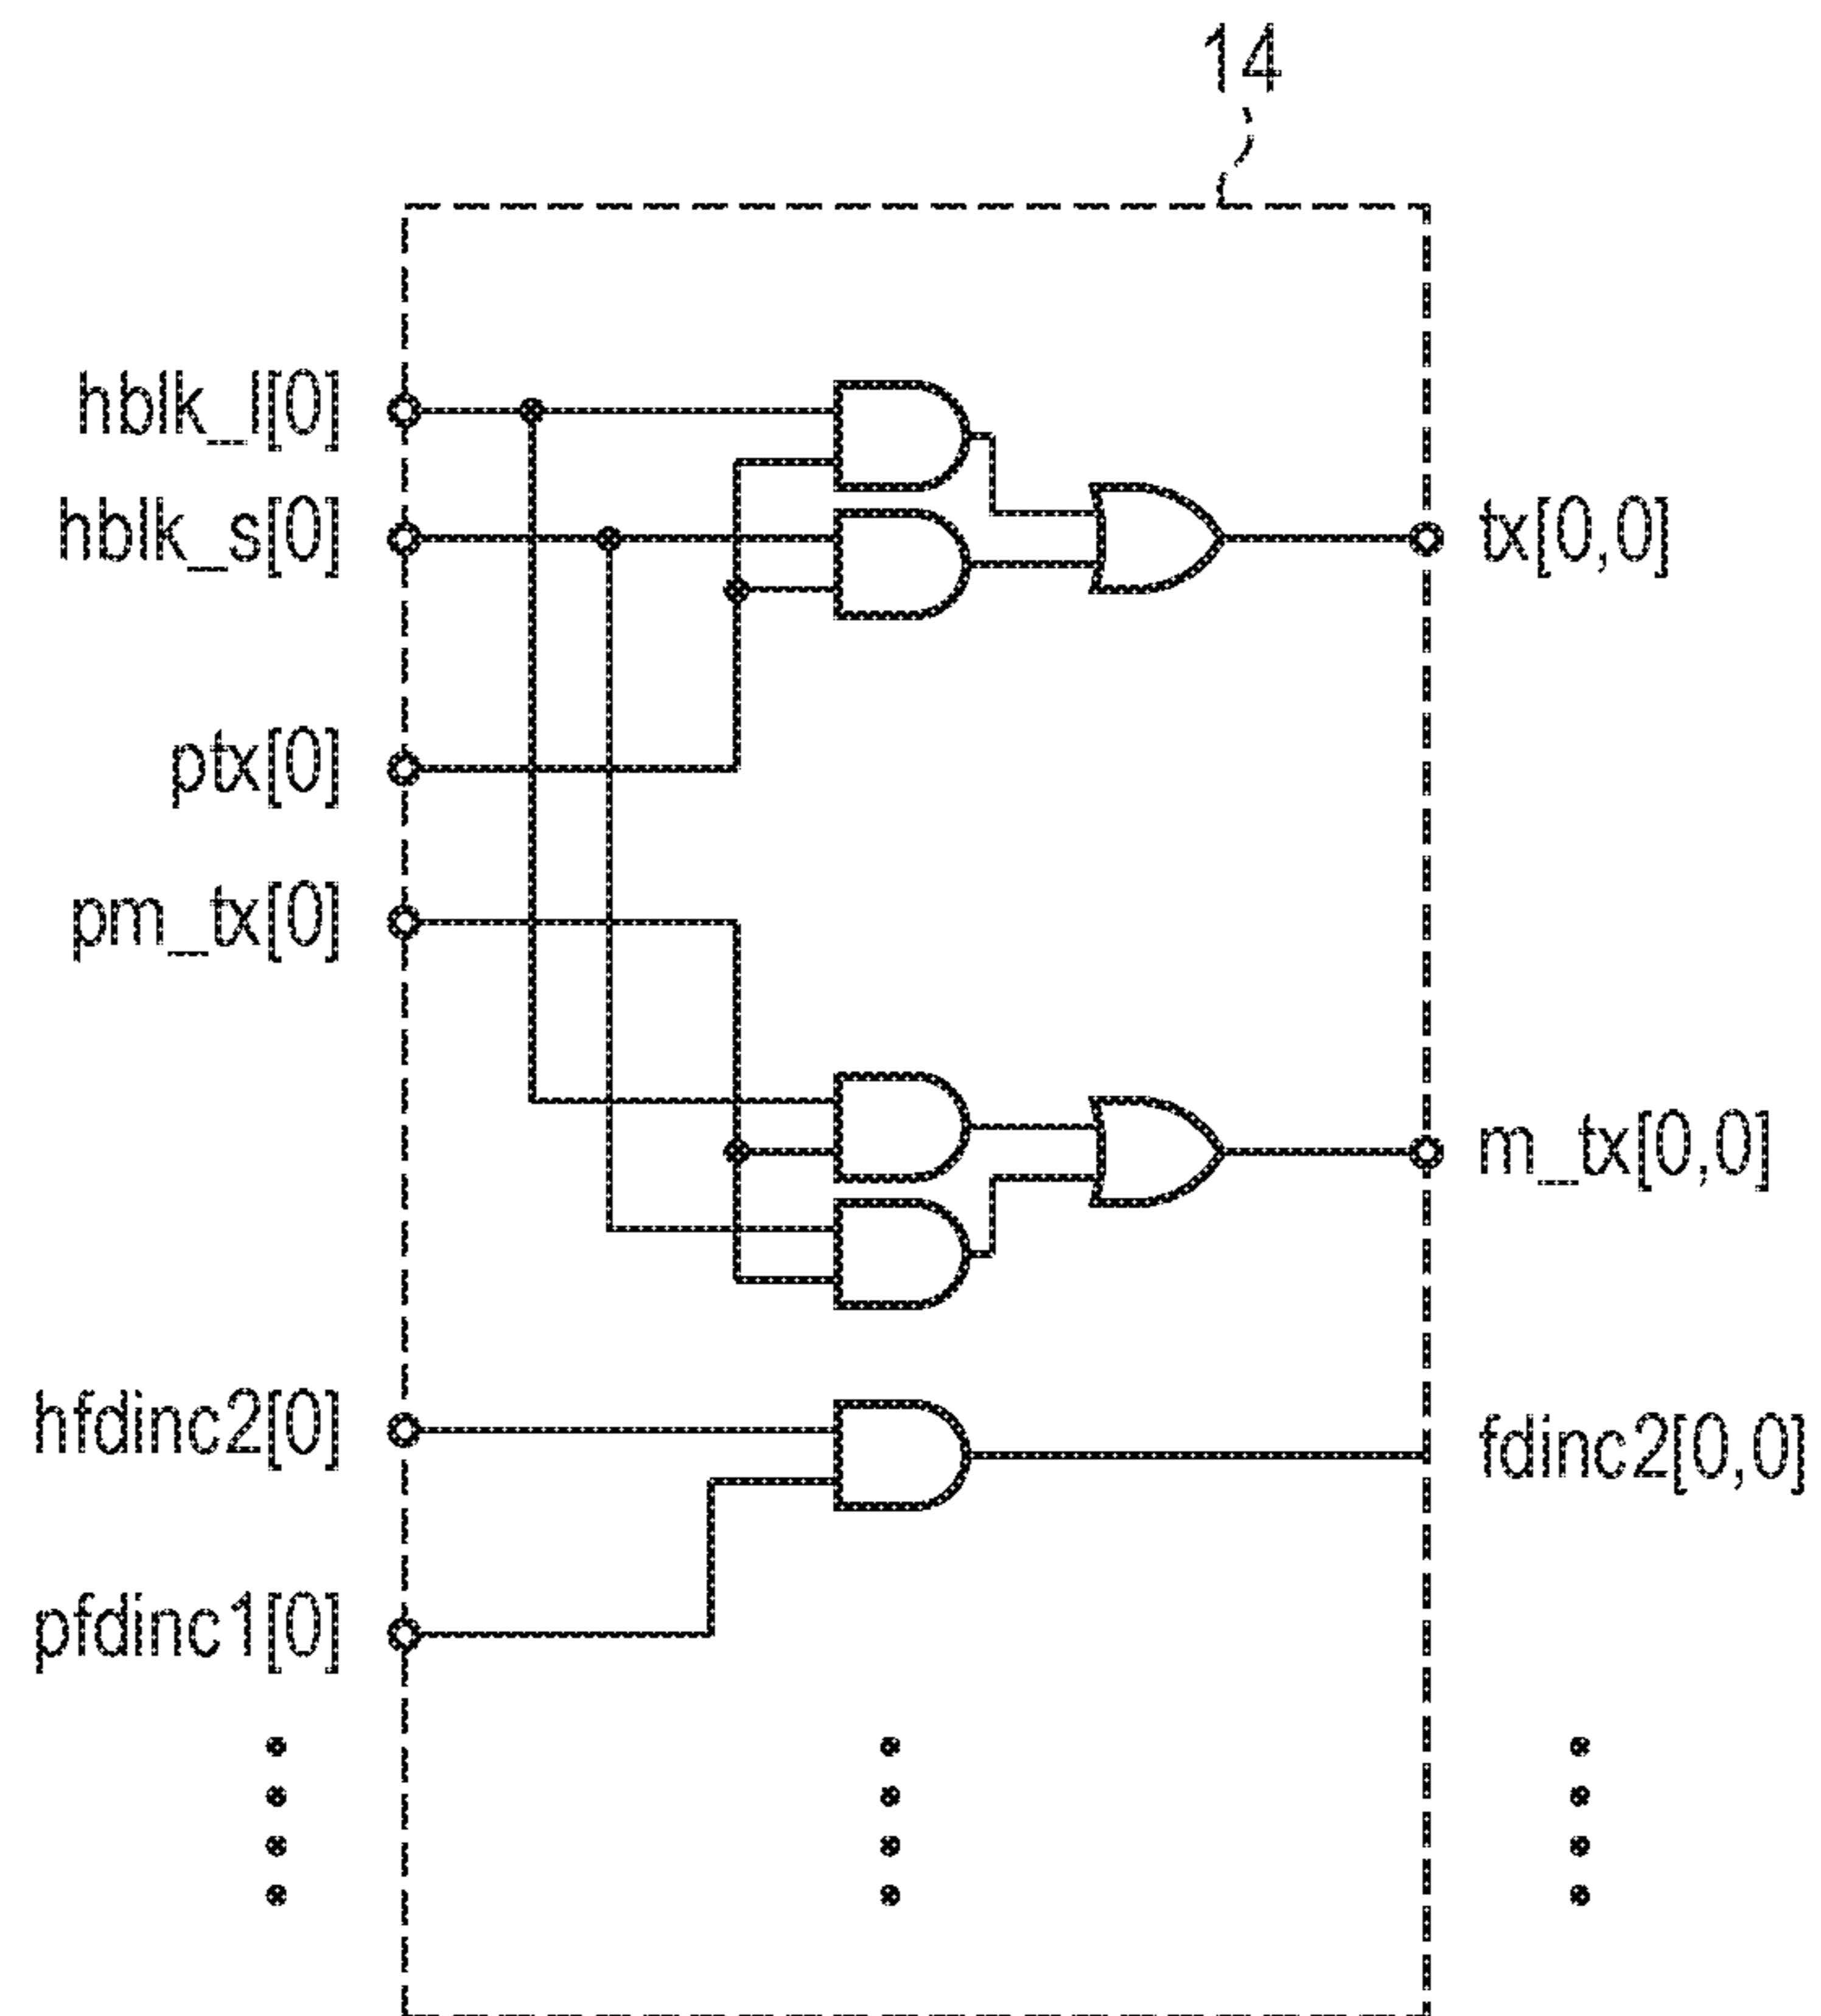 14
hblk_l[0]
hblk_s[0]
tx[0,0]
ptx[0]
pm_tx[0]
m_tx[0,0]
hfdinc2[0]
fdinc2[0,0]
pfdinc1[0]